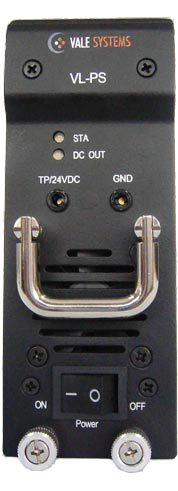 VALE SYSTEMS
VL-PS
STA
DC OUT
TP/24VDC GND
ON OFF
Power